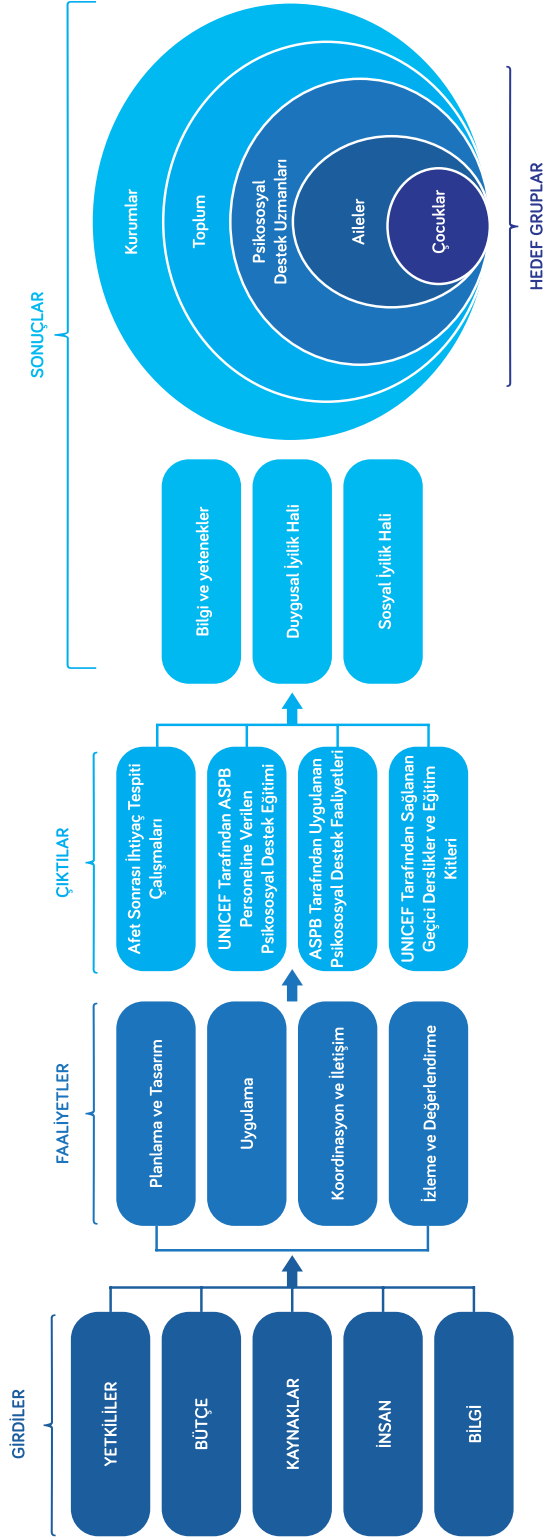 GİRDİLER
YETKİLİLER
BÜTÇE
KAYNAKLAR
İNSAN
BİLGİ
FAALİYETLER
Planlama ve Tasarım
Uygulama
Koordinasyon ve İletişim
İzleme ve Değerlendirme
ÇIKTILAR
Afet Sonrası İhtiyaç Tespiti
Çalışmaları
UNICEF Tarafından ASPB
Personeline Verilen
Psikososyal Destek Eğitimi
ASPB Tarafından Uygulanan
Psikososyal Destek Faaliyetleri
UNICEF Tarafından Sağlanan
Geçici Derslikler ve Eğitim
Kitleri
SONUÇLAR
Bilgi ve yetenekler
Duygusal İyilik Hali
Sosyal İyilik Hali
Kurumlar
Toplum
Psikososyal
Destek Uzmanları
Aileler
Çocuklar
HEDEF GRUPLAR